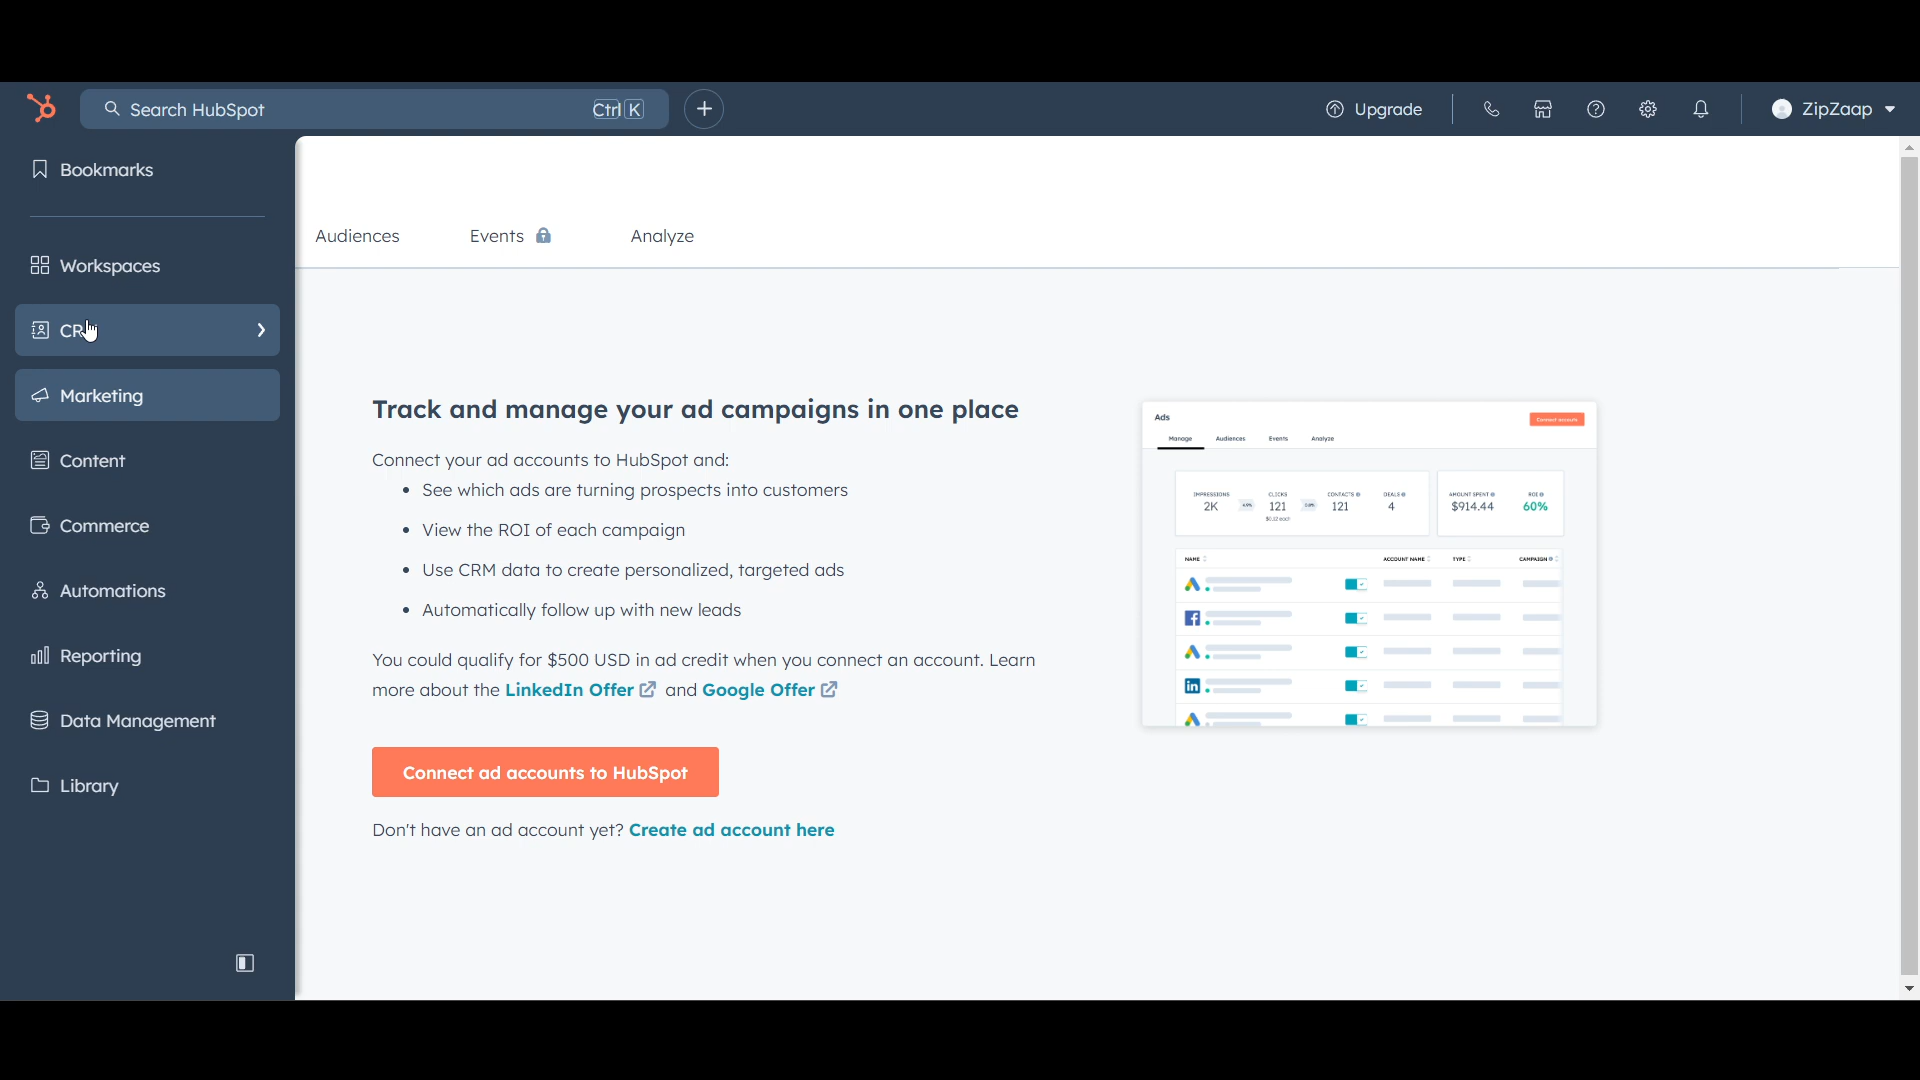 Search HubSpot
Ctrl K
Upgrade
ZipZaap
Bookmarks
Workspaces
CR
Marketing
Content
Commerce
Automations
Reporting
Data Management
Library
Audiences
Events
Analyze
Track and manage your ad campaigns in one place
Connect your ad accounts to HubSpot and:
• See which ads are turning prospects into customers
• View the ROI of each campaign
• Use CRM data to create personalized, targeted ads
• Automatically follow up with new leads
You could qualify for $500 USD in ad credit when you connect an account. Learn
more about the LinkedIn Offer and Google Offer
Connect ad accounts to HubSpot
Don't have an ad account yet? Create ad account here
Ads
Connect accounts
Manage Audiences Events Analyze
IMPRESSIONS CLICKS CONTACTS DEALS AMOUNT SPENT ROI
2K 121 121 4 $914.44 60%
NAME ACCOUNT NAME TYPE CAMPAIGN